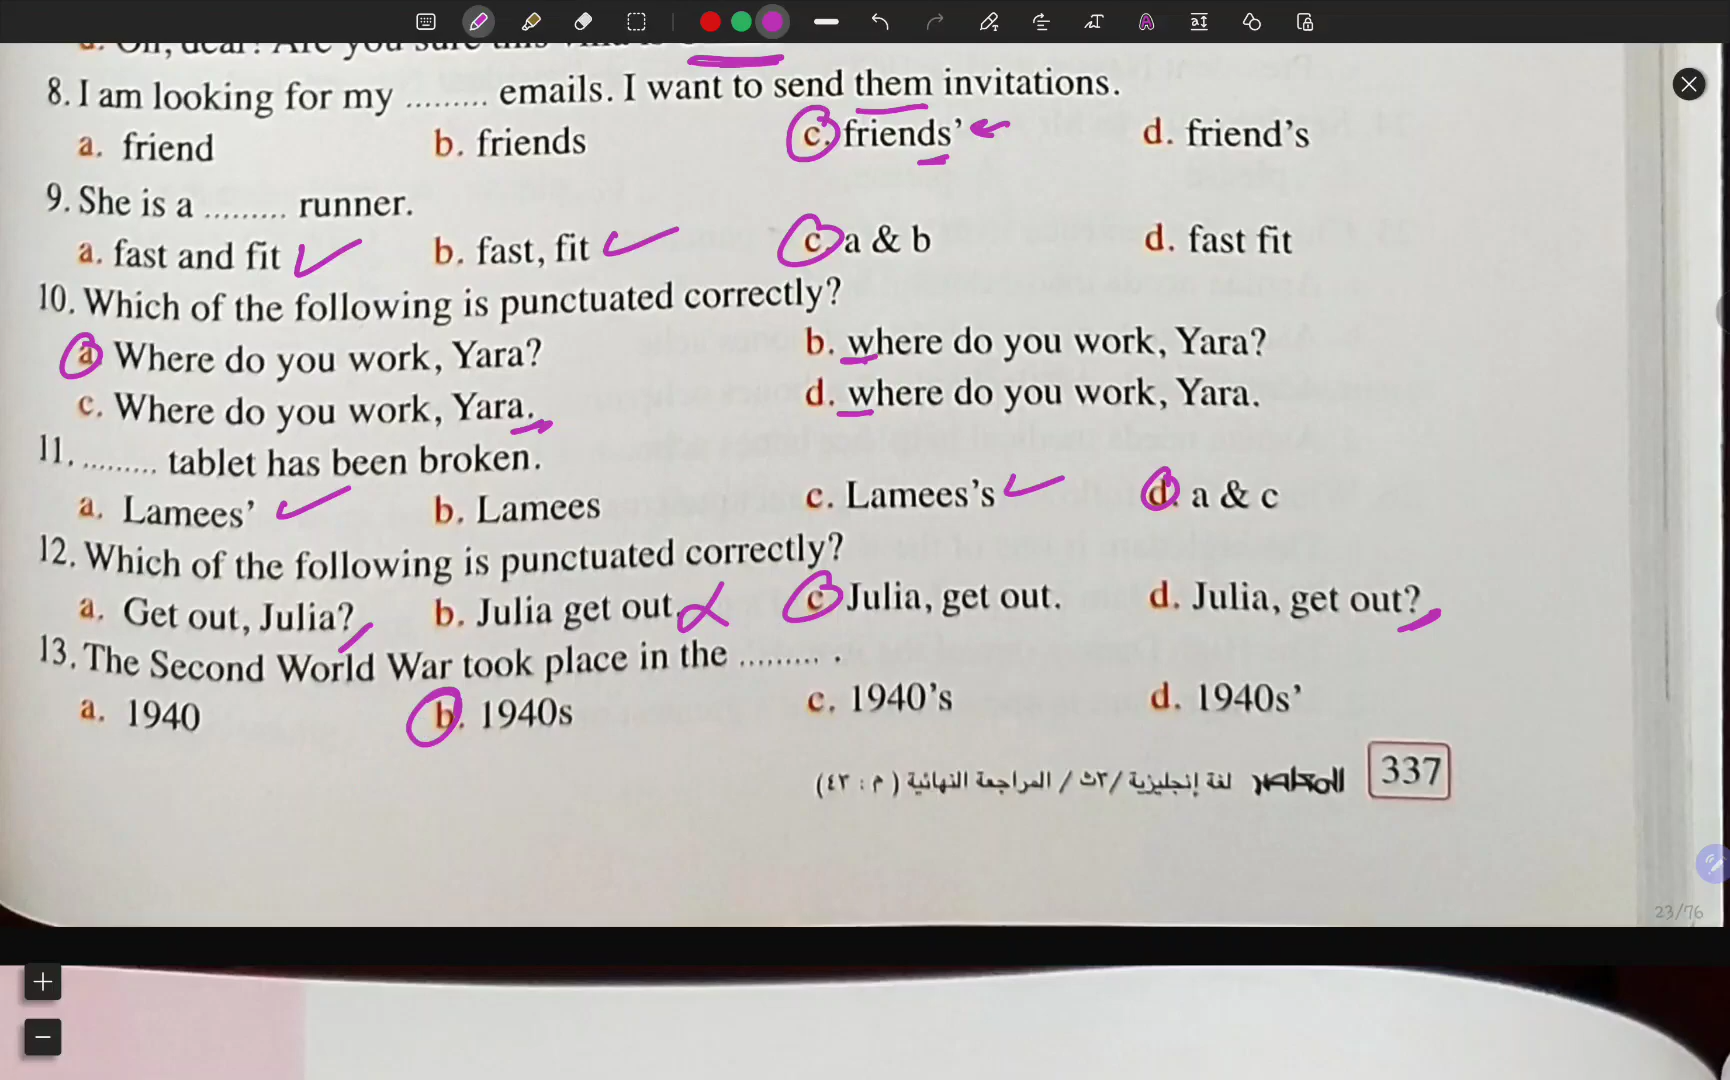 8. I am looking for my ......... emails. I want to send them invitations.
a. friend b. friends c. friends’ d. friend’s
9. She is a ......... runner.
a. fast and fit b. fast, fit c. a & b d. fast fit
10. Which of the following is punctuated correctly?
a. Where do you work, Yara? b. where do you work, Yara?
c. Where do you work, Yara. d. where do you work, Yara.
11. ......... tablet has been broken.
a. Lamees’ b. Lamees c. Lamees’s d. a & c
12. Which of the following is punctuated correctly?
a. Get out, Julia? b. Julia get out. c. Julia, get out. d. Julia, get out?
13. The Second World War took place in the ......... .
a. 1940 b. 1940s c. 1940’s d. 1940s’
المعاصر لغة إنجليزية /٣ث / المراجعة النهائية ( م : ٤٣) 337
23/76